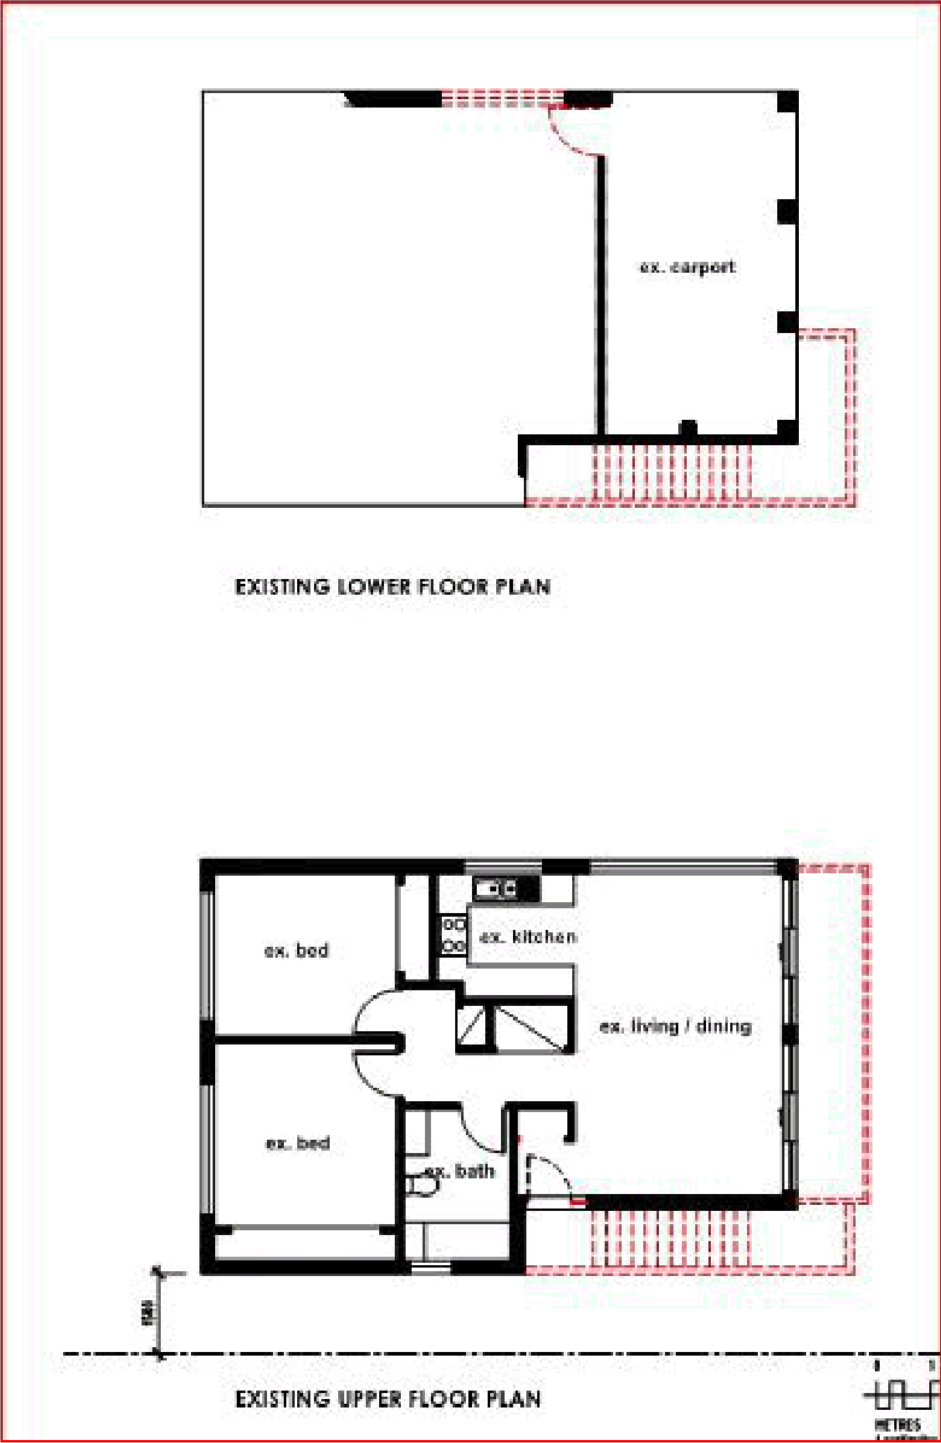 ex. carport
EXISTING LOWER FLOOR PLAN
ex. bed
ex. kitchen
ex. living / dining
ex. bed
ex. bath
EXISTING UPPER FLOOR PLAN
0 1
METRES